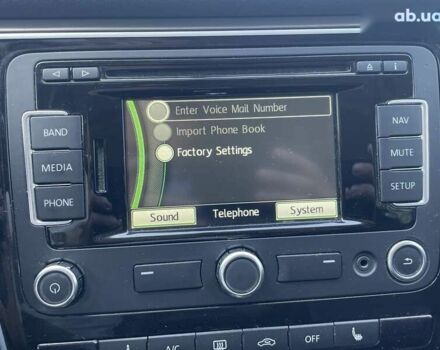 ab.ua
i
Enter Voice Mail Number
Import Phone Book
Factory Settings
BAND
NAV
MEDIA
MUTE
PHONE
SETUP
Sound
Telephone
System
A/C
OFF